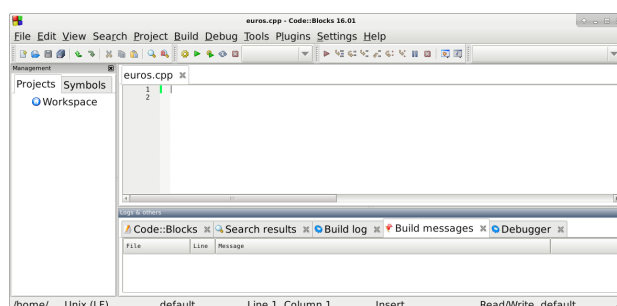 euros.cpp - Code::Blocks 16.01
File Edit View Search Project Build Debug Tools Plugins Settings Help
Management
Projects Symbols
Workspace
euros.cpp
1
2
Logs & others
Code::Blocks Search results Build log Build messages Debugger
File Line Message
/home/ Unix (LF) default Line 1, Column 1 Insert Read/Write default